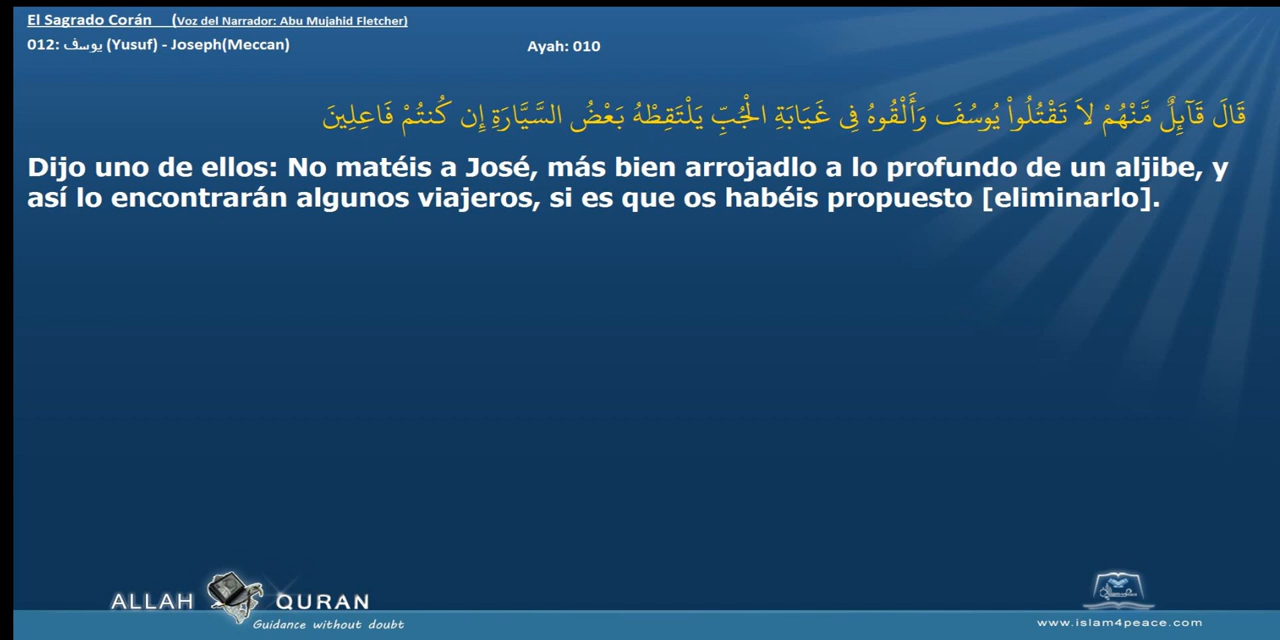 El Sagrado Corán (Voz del Narrador: Abu Mujahid Fletcher)
012: يوسف (Yusuf) - Joseph(Meccan) Ayah: 010
قَالَ قَآئِلٌ مَّنْهُمْ لاَ تَقْتُلُواْ يُوسُفَ وَأَلْقُوهُ فِى غَيَابَةِ الْجُبِّ يَلْتَقِطْهُ بَعْضُ السَّيَّارَةِ إِن كُنتُمْ فَاعِلِينَ
Dijo uno de ellos: No matéis a José, más bien arrojadlo a lo profundo de un aljibe, y
así lo encontrarán algunos viajeros, si es que os habéis propuesto [eliminarlo].
ALLAH QURAN
Guidance without doubt
www.islam4peace.com